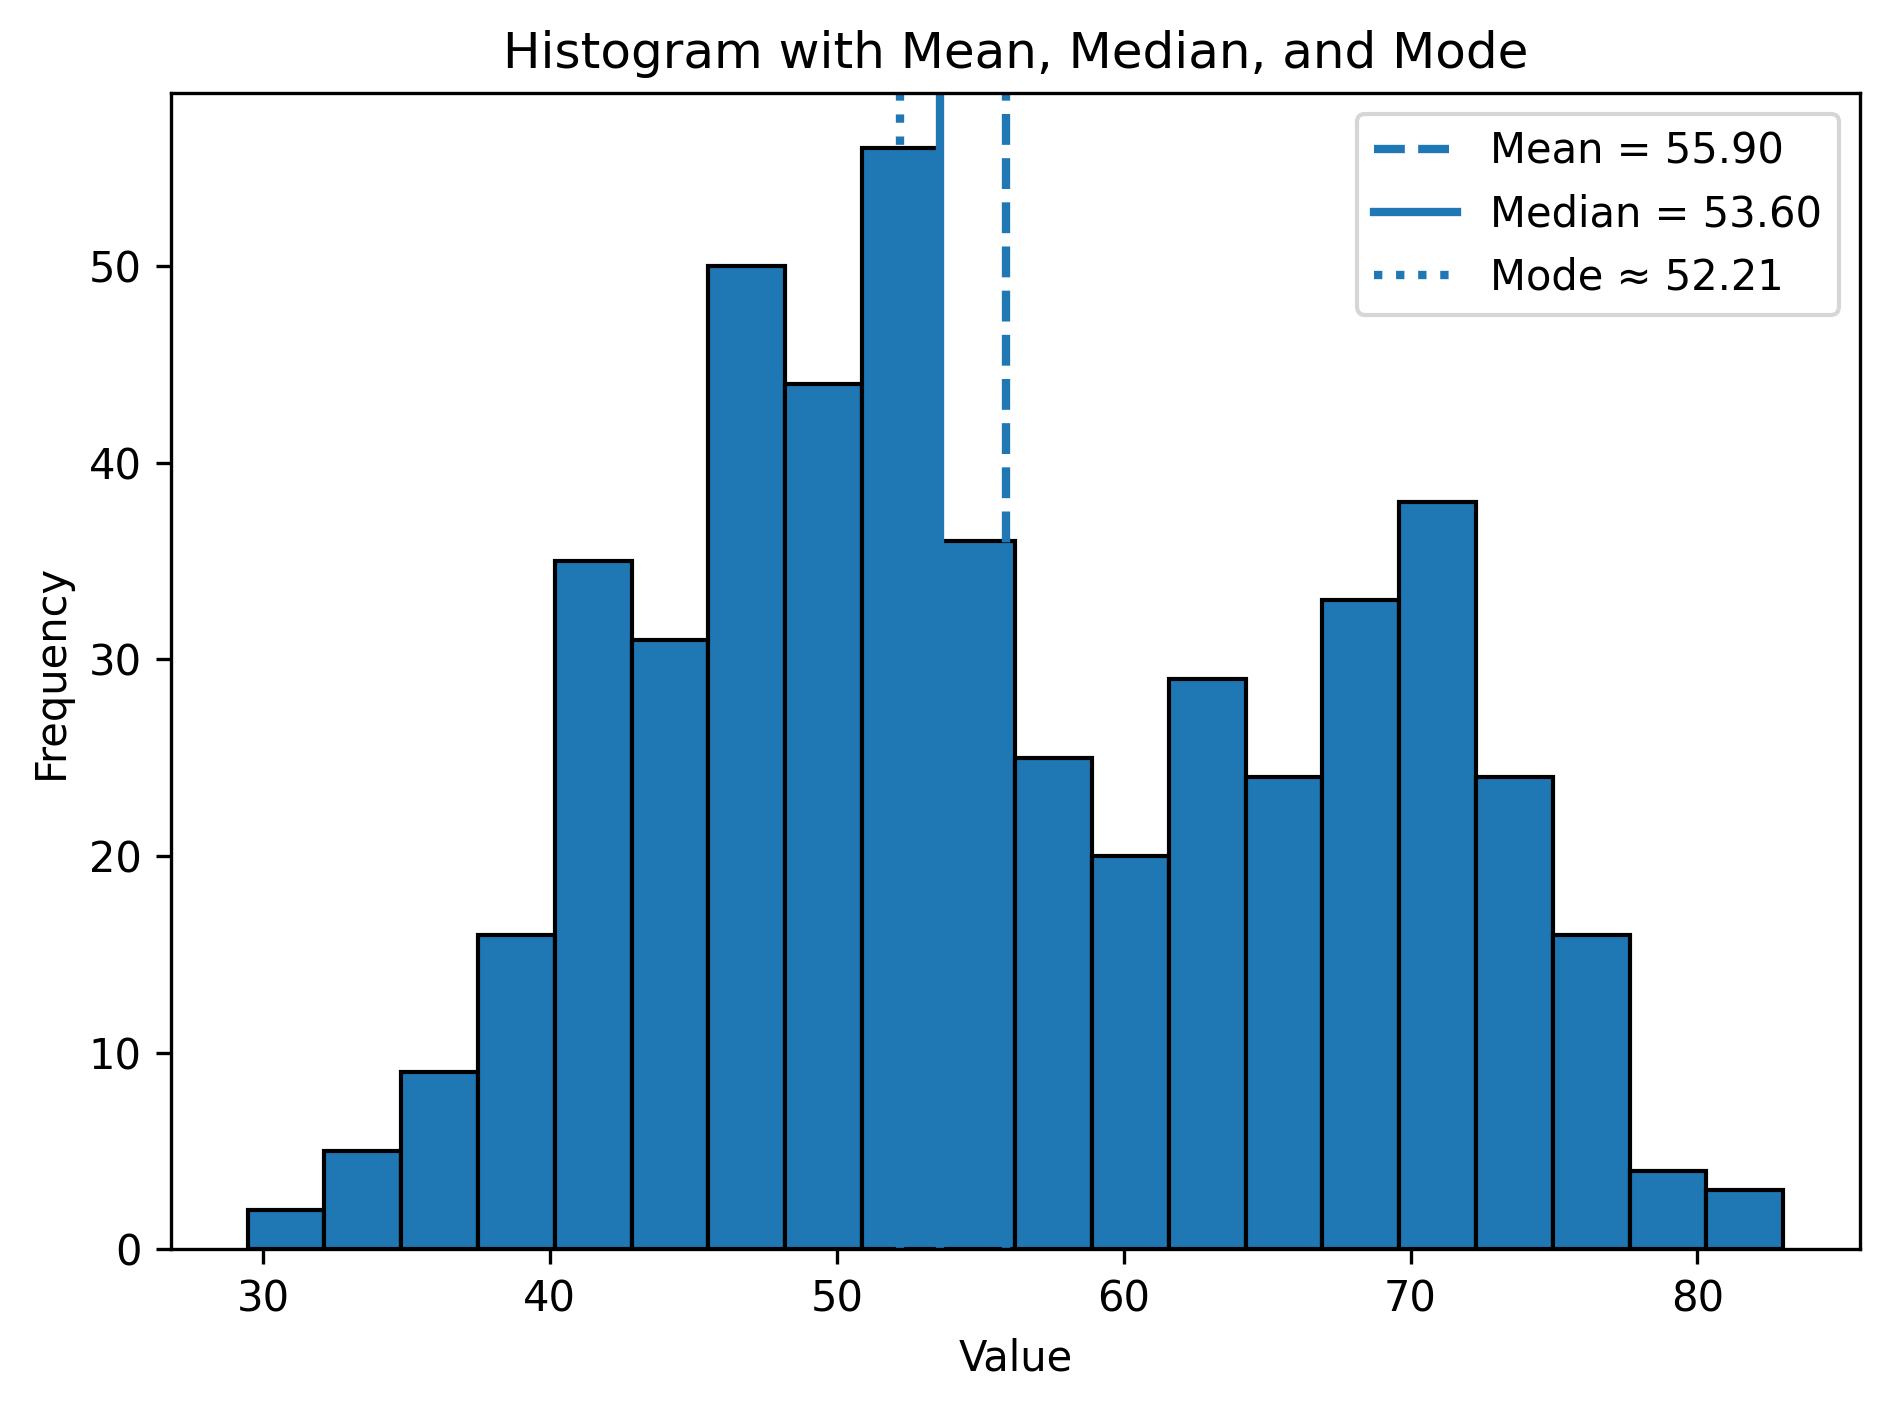 Histogram with Mean, Median, and Mode
Mean = 55.90
Median = 53.60
Mode ≈ 52.21
Frequency
50
40
30
20
10
0
30 40 50 60 70 80
Value